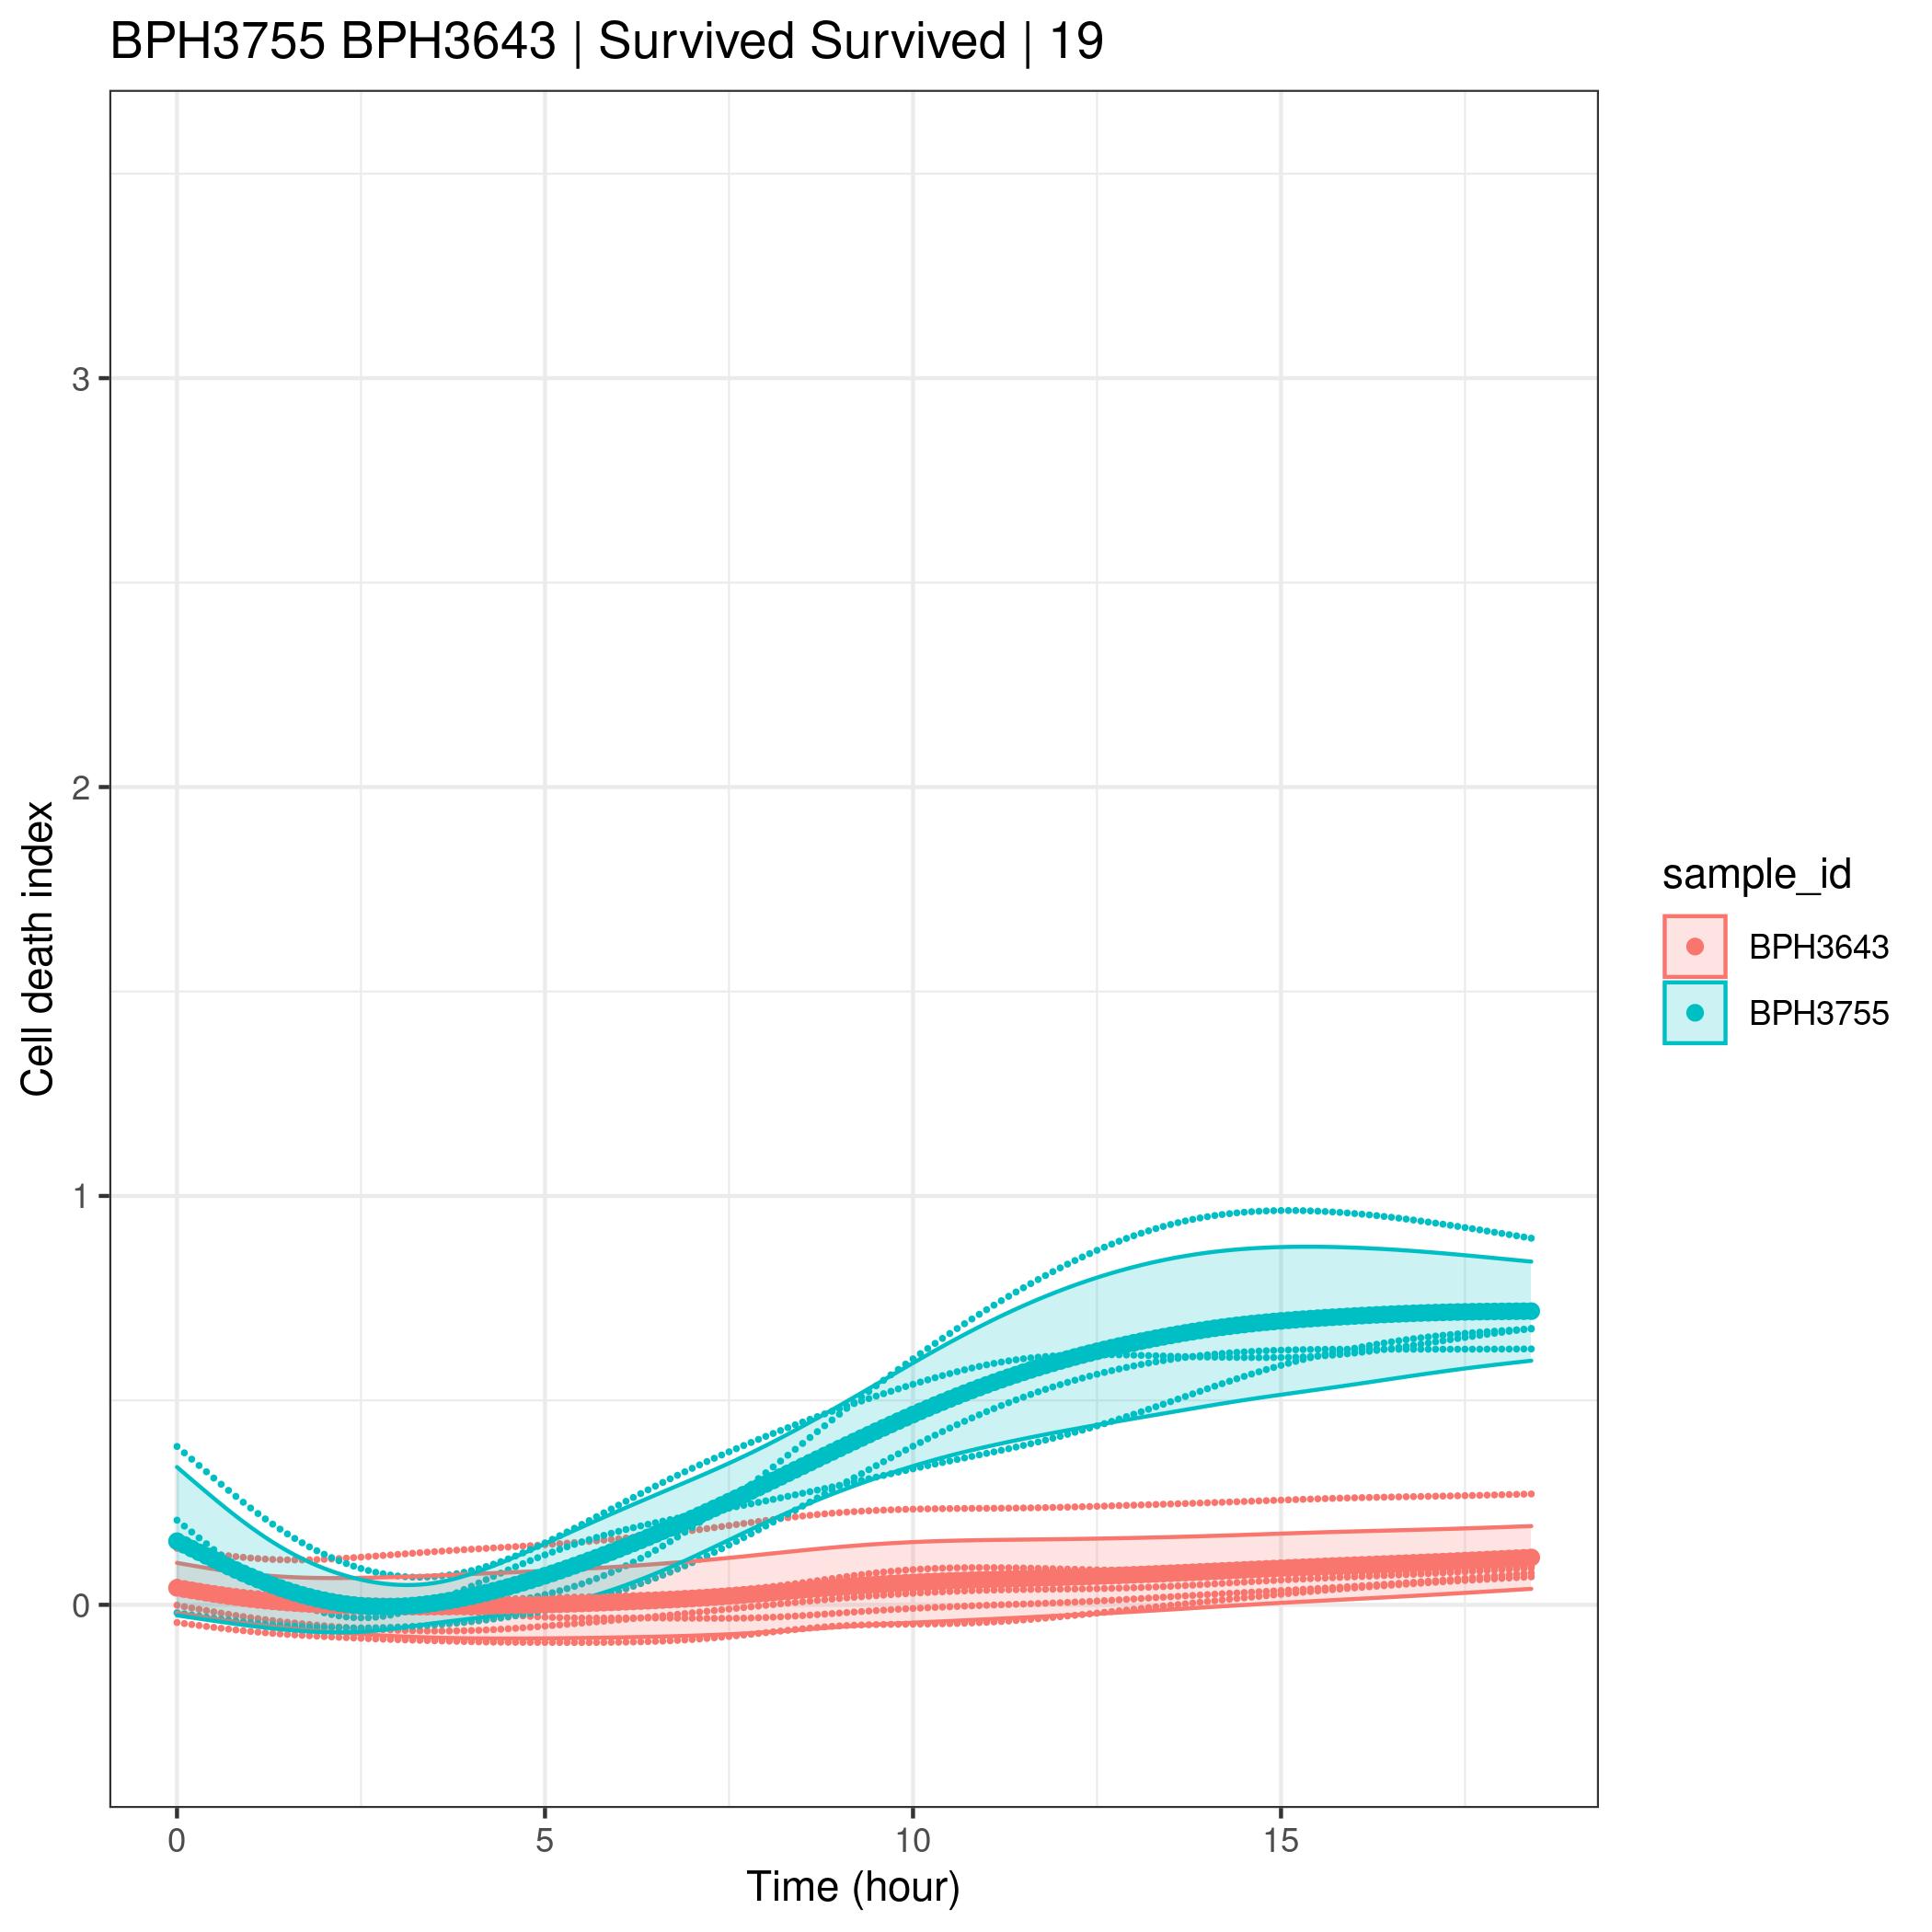 BPH3755 BPH3643 | Survived Survived | 19
3
2
1
0
Cell death index
0 5 10 15
Time (hour)
sample_id
BPH3643
BPH3755